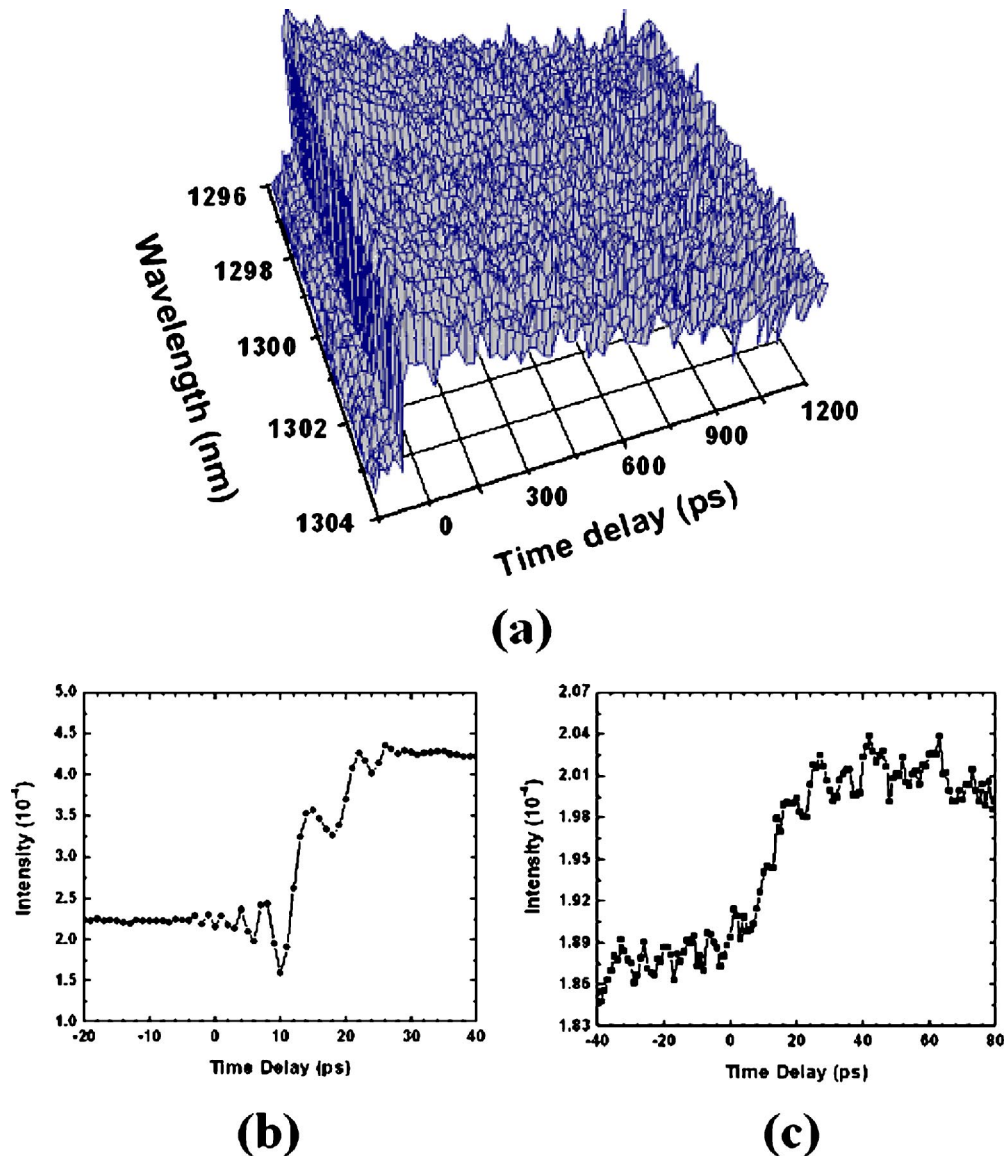 1296
1298
1300
1302
1304
Wavelength (nm)
0
300
600
900
1200
Time delay (ps)
(a)
5.0
4.5
4.0
3.5
3.0
2.5
2.0
1.5
1.0
Intensity (10⁻⁴)
-20 -10 0 10 20 30 40
Time Delay (ps)
(b)
2.07
2.04
2.01
1.98
1.95
1.92
1.89
1.86
1.83
Intensity (10⁻⁴)
-40 -20 0 20 40 60 80
Time Delay (ps)
(c)